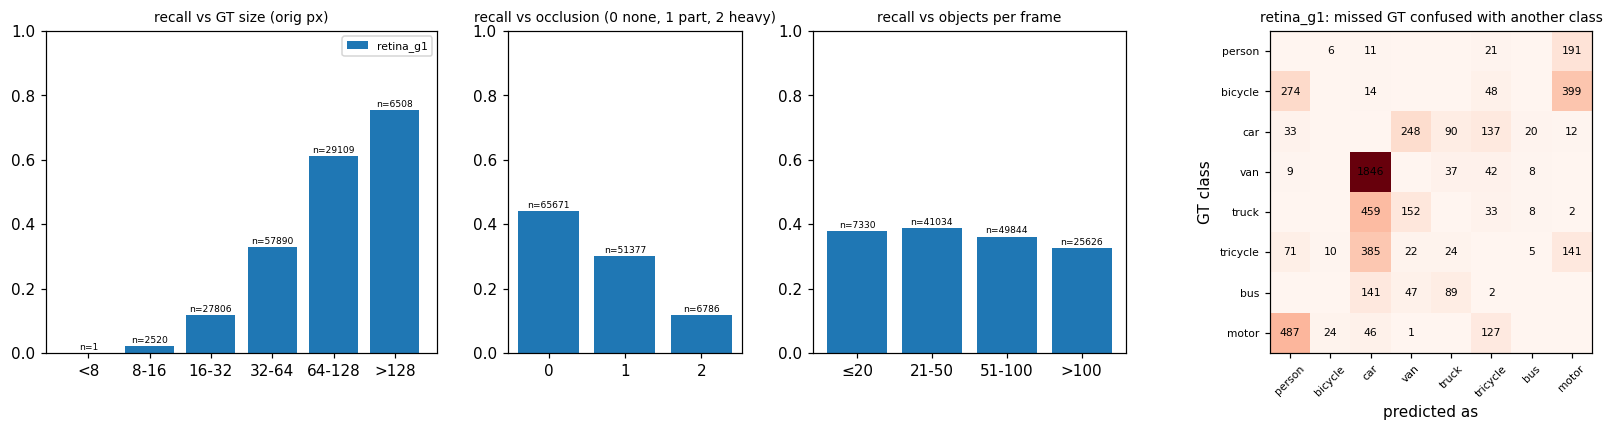 recall vs GT size (orig px)
1.0
0.8
0.6
0.4
0.2
0.0
retina_g1
n=1
n=2520
n=27806
n=57890
n=29109
n=6508
<8
8-16
16-32
32-64
64-128
>128
recall vs occlusion (0 none, 1 part, 2 heavy)
1.0
0.8
0.6
0.4
0.2
0.0
n=65671
n=51377
n=6786
0
1
2
recall vs objects per frame
1.0
0.8
0.6
0.4
0.2
0.0
n=7330
n=41034
n=49844
n=25626
≤20
21-50
51-100
>100
retina_g1: missed GT confused with another class
GT class
person 6 11 21 191
bicycle 274 14 48 399
car 33 248 90 137 20 12
van 9 1846 37 42 8
truck 459 152 33 8 2
tricycle 71 10 385 22 24 5 141
bus 141 47 89 2
motor 487 24 46 1 127
person bicycle car van truck tricycle bus motor
predicted as